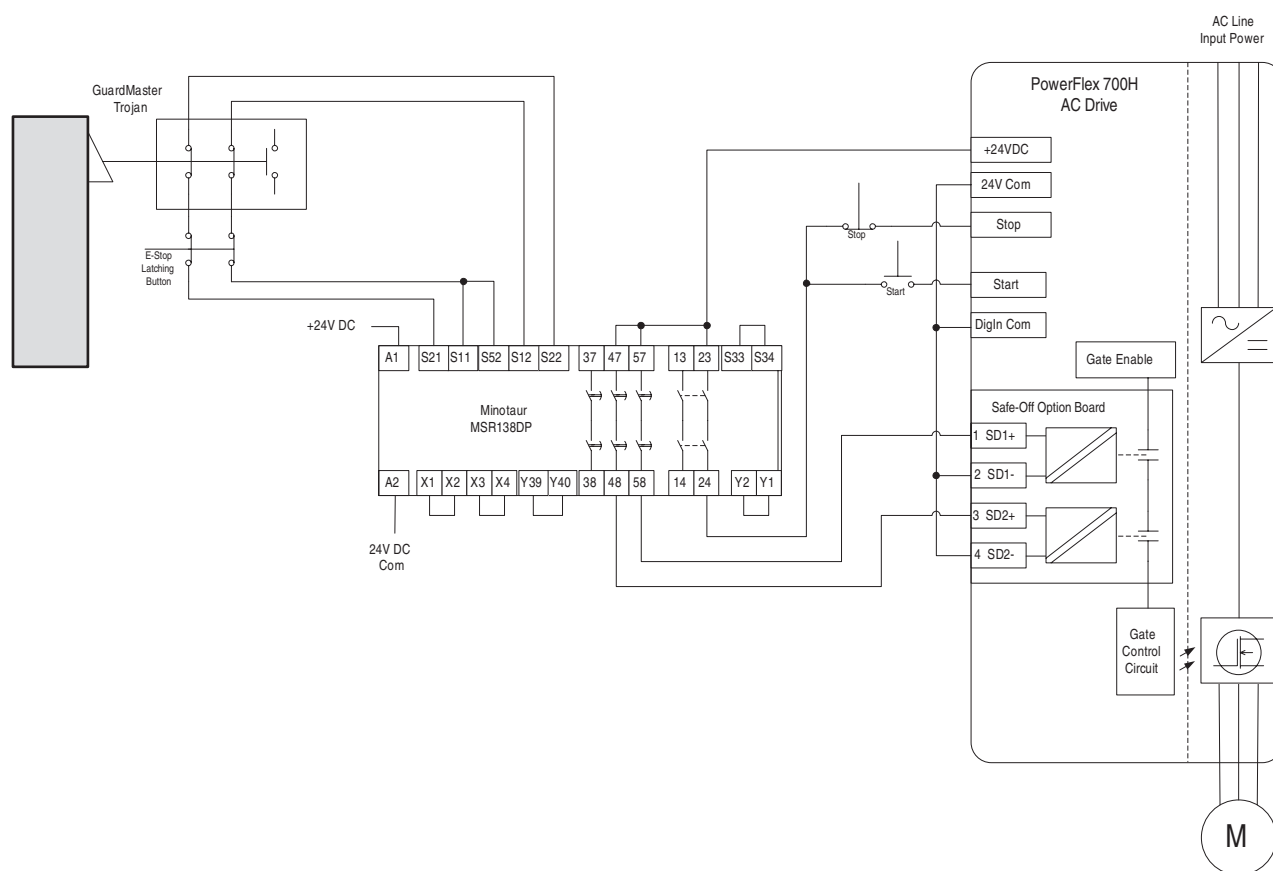 AC Line
Input Power
GuardMaster
Trojan
PowerFlex 700H
AC Drive
+24VDC
24V Com
Stop
Stop
E-Stop
Latching
Button
Start
Start
+24V DC
DigIn Com
A1 S21 S11 S52 S12 S22 37 47 57 13 23 S33 S34
Gate Enable
Minotaur
MSR138DP
Safe-Off Option Board
1 SD1+
2 SD1-
A2 X1 X2 X3 X4 Y39 Y40 38 48 58 14 24 Y2 Y1
3 SD2+
4 SD2-
24V DC
Com
Gate
Control
Circuit
M